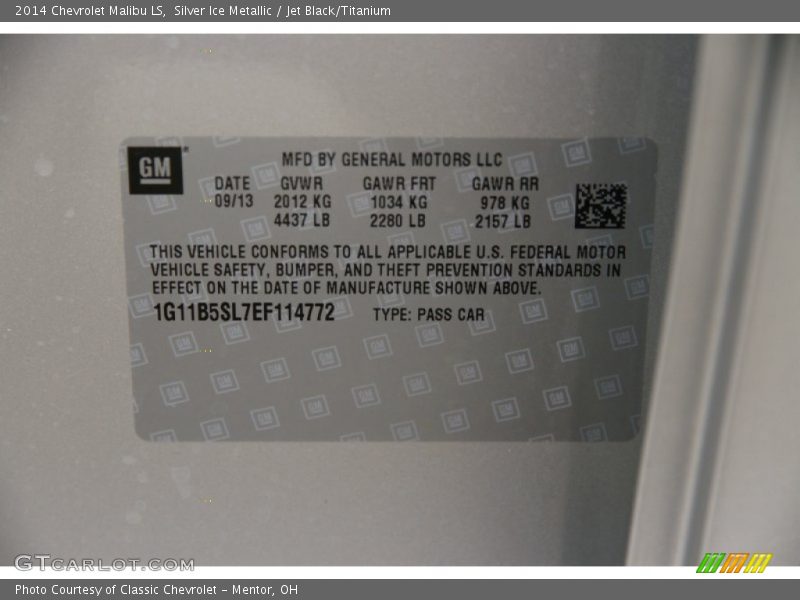 2014 Chevrolet Malibu LS, Silver Ice Metallic / Jet Black/Titanium
GM
MFD BY GENERAL MOTORS LLC
DATE GVWR GAWR FRT GAWR RR
09/13 2012 KG 1034 KG 978 KG
4437 LB 2280 LB 2157 LB
THIS VEHICLE CONFORMS TO ALL APPLICABLE U.S. FEDERAL MOTOR
VEHICLE SAFETY, BUMPER, AND THEFT PREVENTION STANDARDS IN
EFFECT ON THE DATE OF MANUFACTURE SHOWN ABOVE.
1G11B5SL7EF114772 TYPE: PASS CAR
GTCARLOT.COM
Photo Courtesy of Classic Chevrolet - Mentor, OH